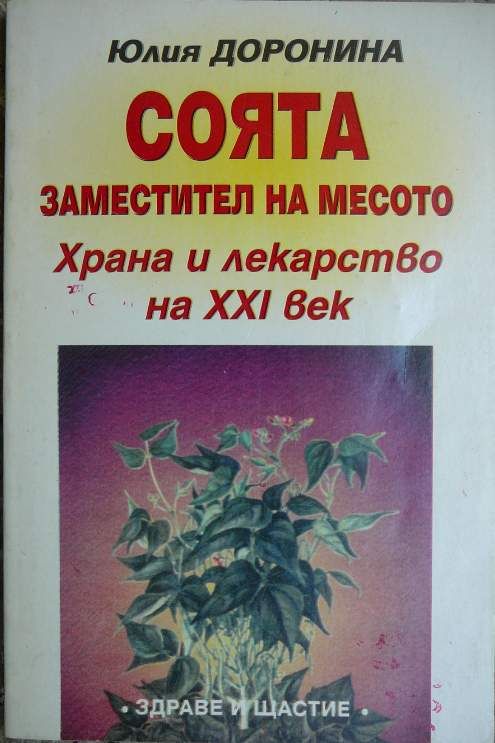 Юлия ДОРОНИНА
СОЯТА
ЗАМЕСТИТЕЛ НА МЕСОТО
Храна и лекарство
на XXI век
• ЗДРАВЕ И ЩАСТИЕ •